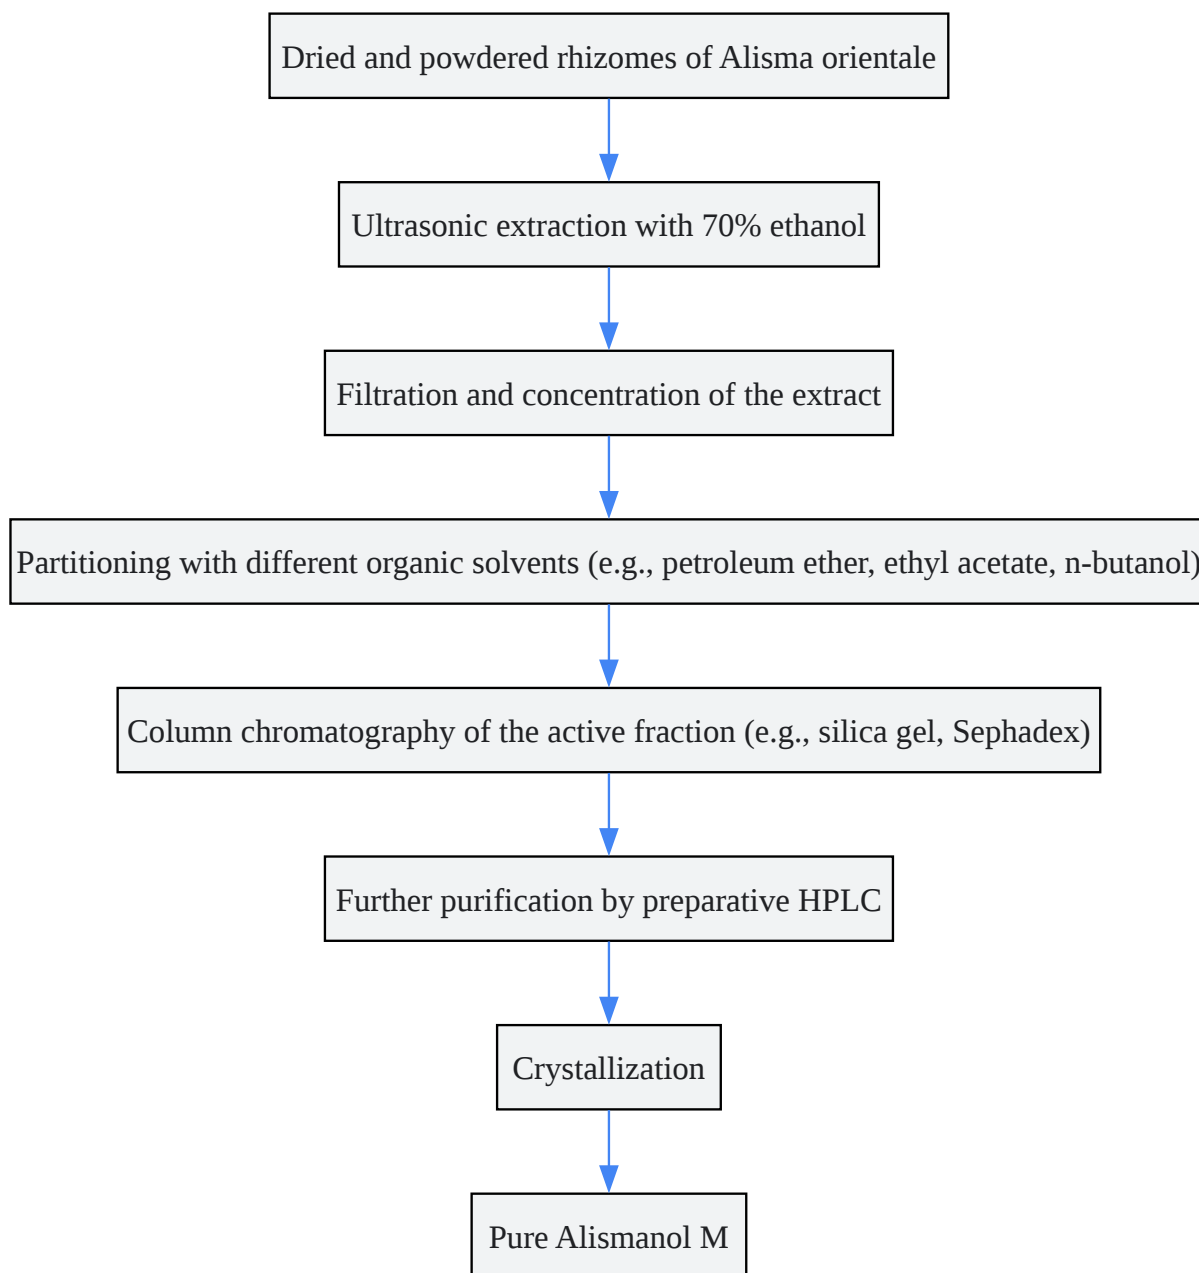 Dried and powdered rhizomes of Alisma orientale
Ultrasonic extraction with 70% ethanol
Filtration and concentration of the extract
Partitioning with different organic solvents (e.g., petroleum ether, ethyl acetate, n-butanol)
Column chromatography of the active fraction (e.g., silica gel, Sephadex)
Further purification by preparative HPLC
Crystallization
Pure Alismanol M